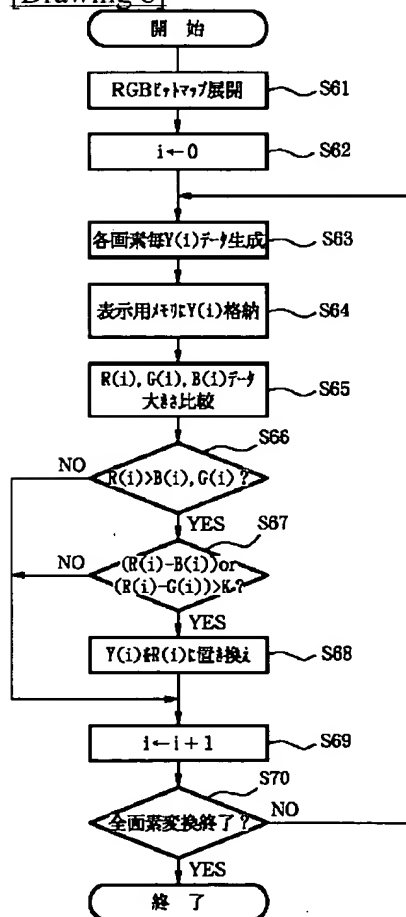 開 始
RGBビットマップ展開
S61
i←0
S62
各画素毎Y(i)データ生成
S63
表示用メモリにY(i)格納
S64
R(i), G(i), B(i)データ
大きさ比較
S65
S66
NO
R(i)>B(i), G(i) ?
YES
S67
NO
(R(i)-B(i))or
(R(i)-G(i))>K?
YES
Y(i)をR(i)に置き換え
S68
i←i+1
S69
S70
全画素変換終了?
NO
YES
終 了